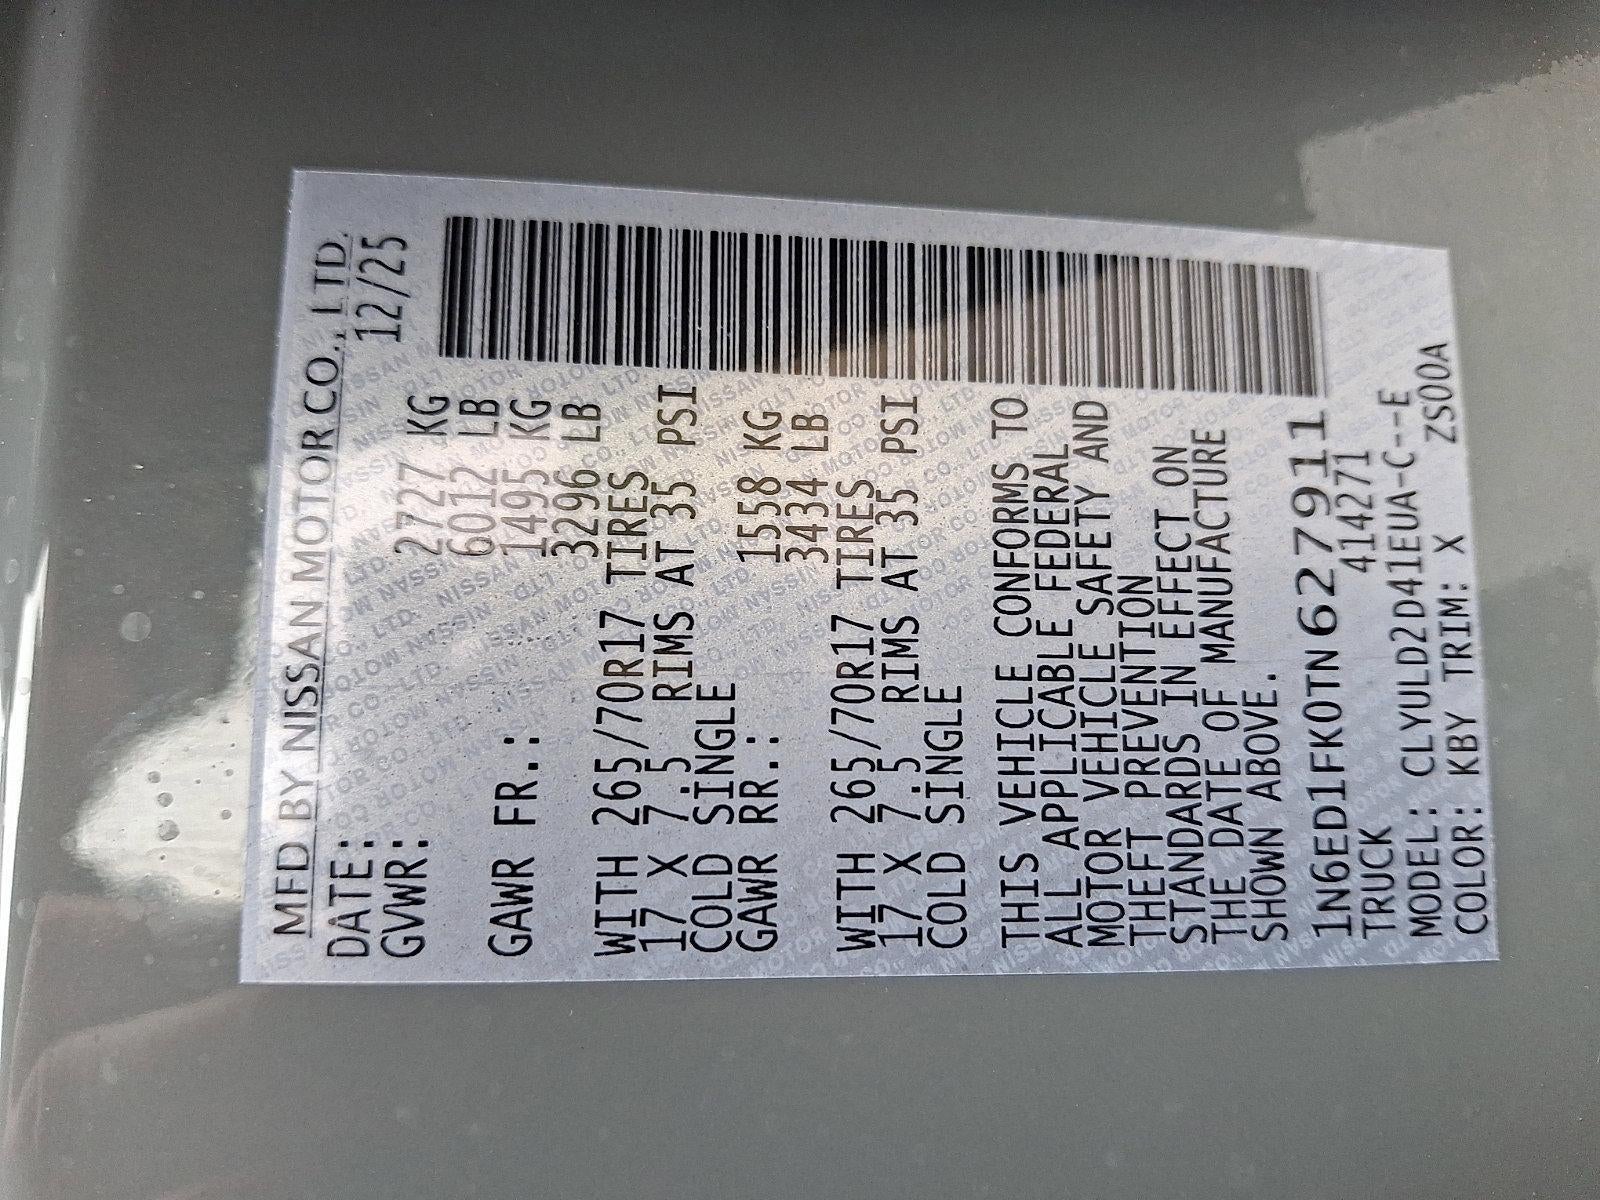 MFD BY NISSAN MOTOR CO., LTD.
DATE: 12/25
GVWR: 2727 KG
6012 LB
GAWR FR.: 1495 KG
3296 LB
WITH 265/70R17 TIRES
17 X 7.5 RIMS AT 35 PSI
COLD SINGLE
GAWR RR.: 1558 KG
3434 LB
WITH 265/70R17 TIRES
17 X 7.5 RIMS AT 35 PSI
COLD SINGLE
THIS VEHICLE CONFORMS TO
ALL APPLICABLE FEDERAL
MOTOR VEHICLE SAFETY AND
THEFT PREVENTION
STANDARDS IN EFFECT ON
THE DATE OF MANUFACTURE
SHOWN ABOVE.
1N6ED1FK0TN627911
TRUCK 414271
MODEL: CLYULD2D41EUA-C--E
COLOR: KBY TRIM: X ZS00A